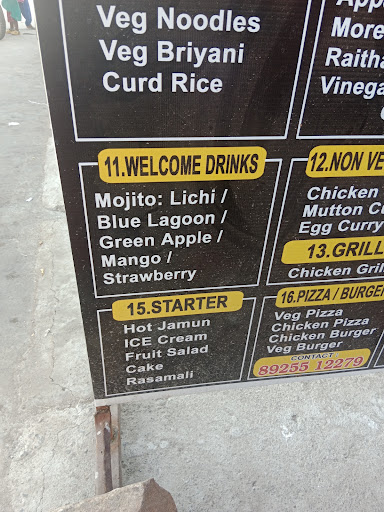 Veg Noodles
Veg Briyani
Curd Rice
More
Raitha
11.WELCOME DRINKS
Mojito: Lichi /
Blue Lagoon /
Green Apple /
Mango /
Strawberry
12.NON VE
Chicken
Mutton Cu
Egg Curry
13.GRILL
Chicken Gril
15.STARTER
Hot Jamun
ICE Cream
Fruit Salad
Cake
Rasamali
16.PIZZA / BURGER
Veg Pizza
Chicken Pizza
Chicken Burger
Veg Burger
CONTACT
89255 12279